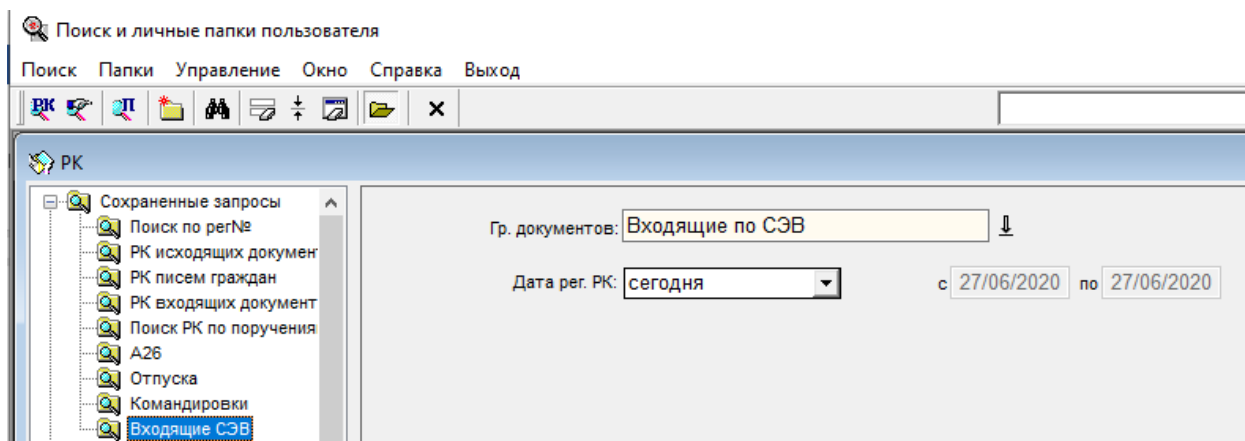 Поиск и личные папки пользователя
Поиск Папки Управление Окно Справка Выход
РК
Сохраненные запросы
Поиск по рег№
РК исходящих докумен
РК писем граждан
РК входящих документ
Поиск РК по поручения
А26
Отпуска
Командировки
Входящие СЭВ
Гр. документов: Входящие по СЭВ
Дата рег. РК: сегодня с 27/06/2020 по 27/06/2020